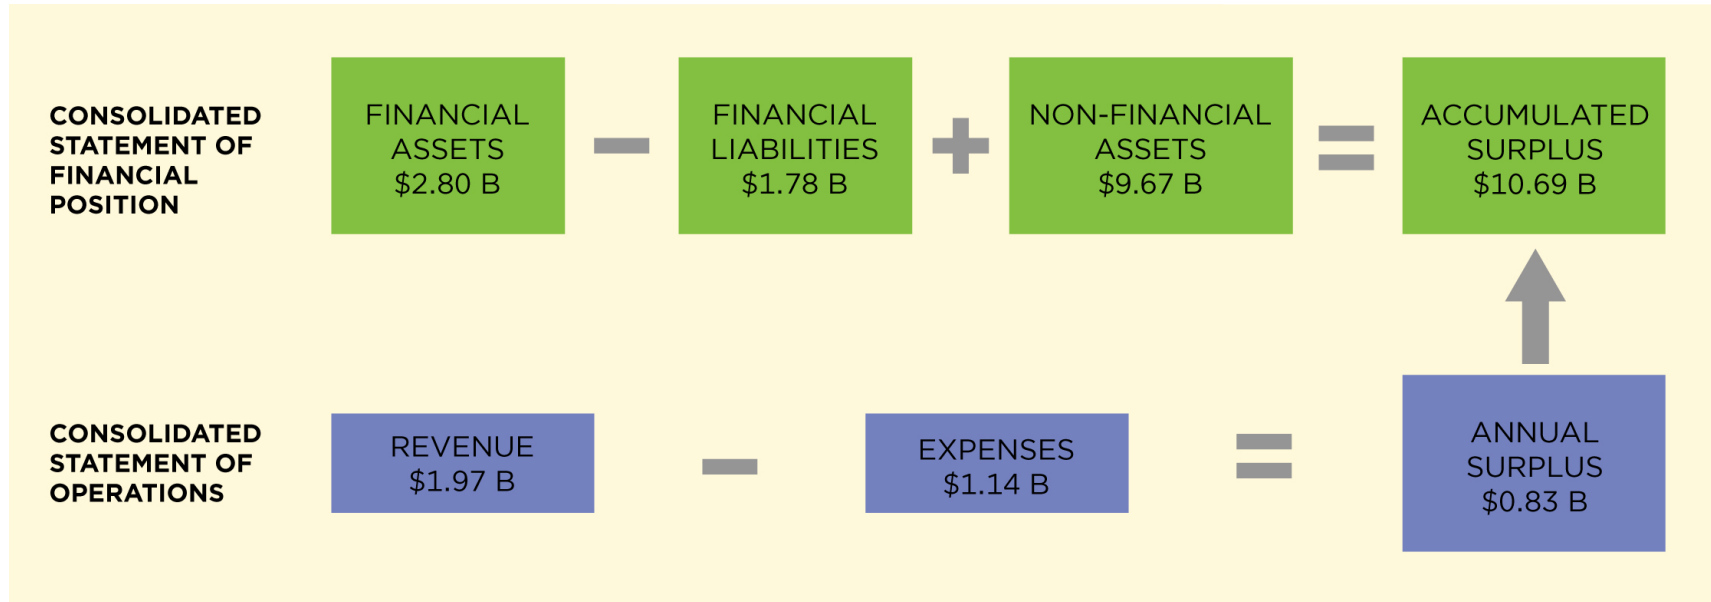 CONSOLIDATED
STATEMENT OF
FINANCIAL
POSITION
FINANCIAL
ASSETS
$2.80 B
FINANCIAL
LIABILITIES
$1.78 B
NON-FINANCIAL
ASSETS
$9.67 B
ACCUMULATED
SURPLUS
$10.69 B
CONSOLIDATED
STATEMENT OF
OPERATIONS
REVENUE
$1.97 B
EXPENSES
$1.14 B
ANNUAL
SURPLUS
$0.83 B